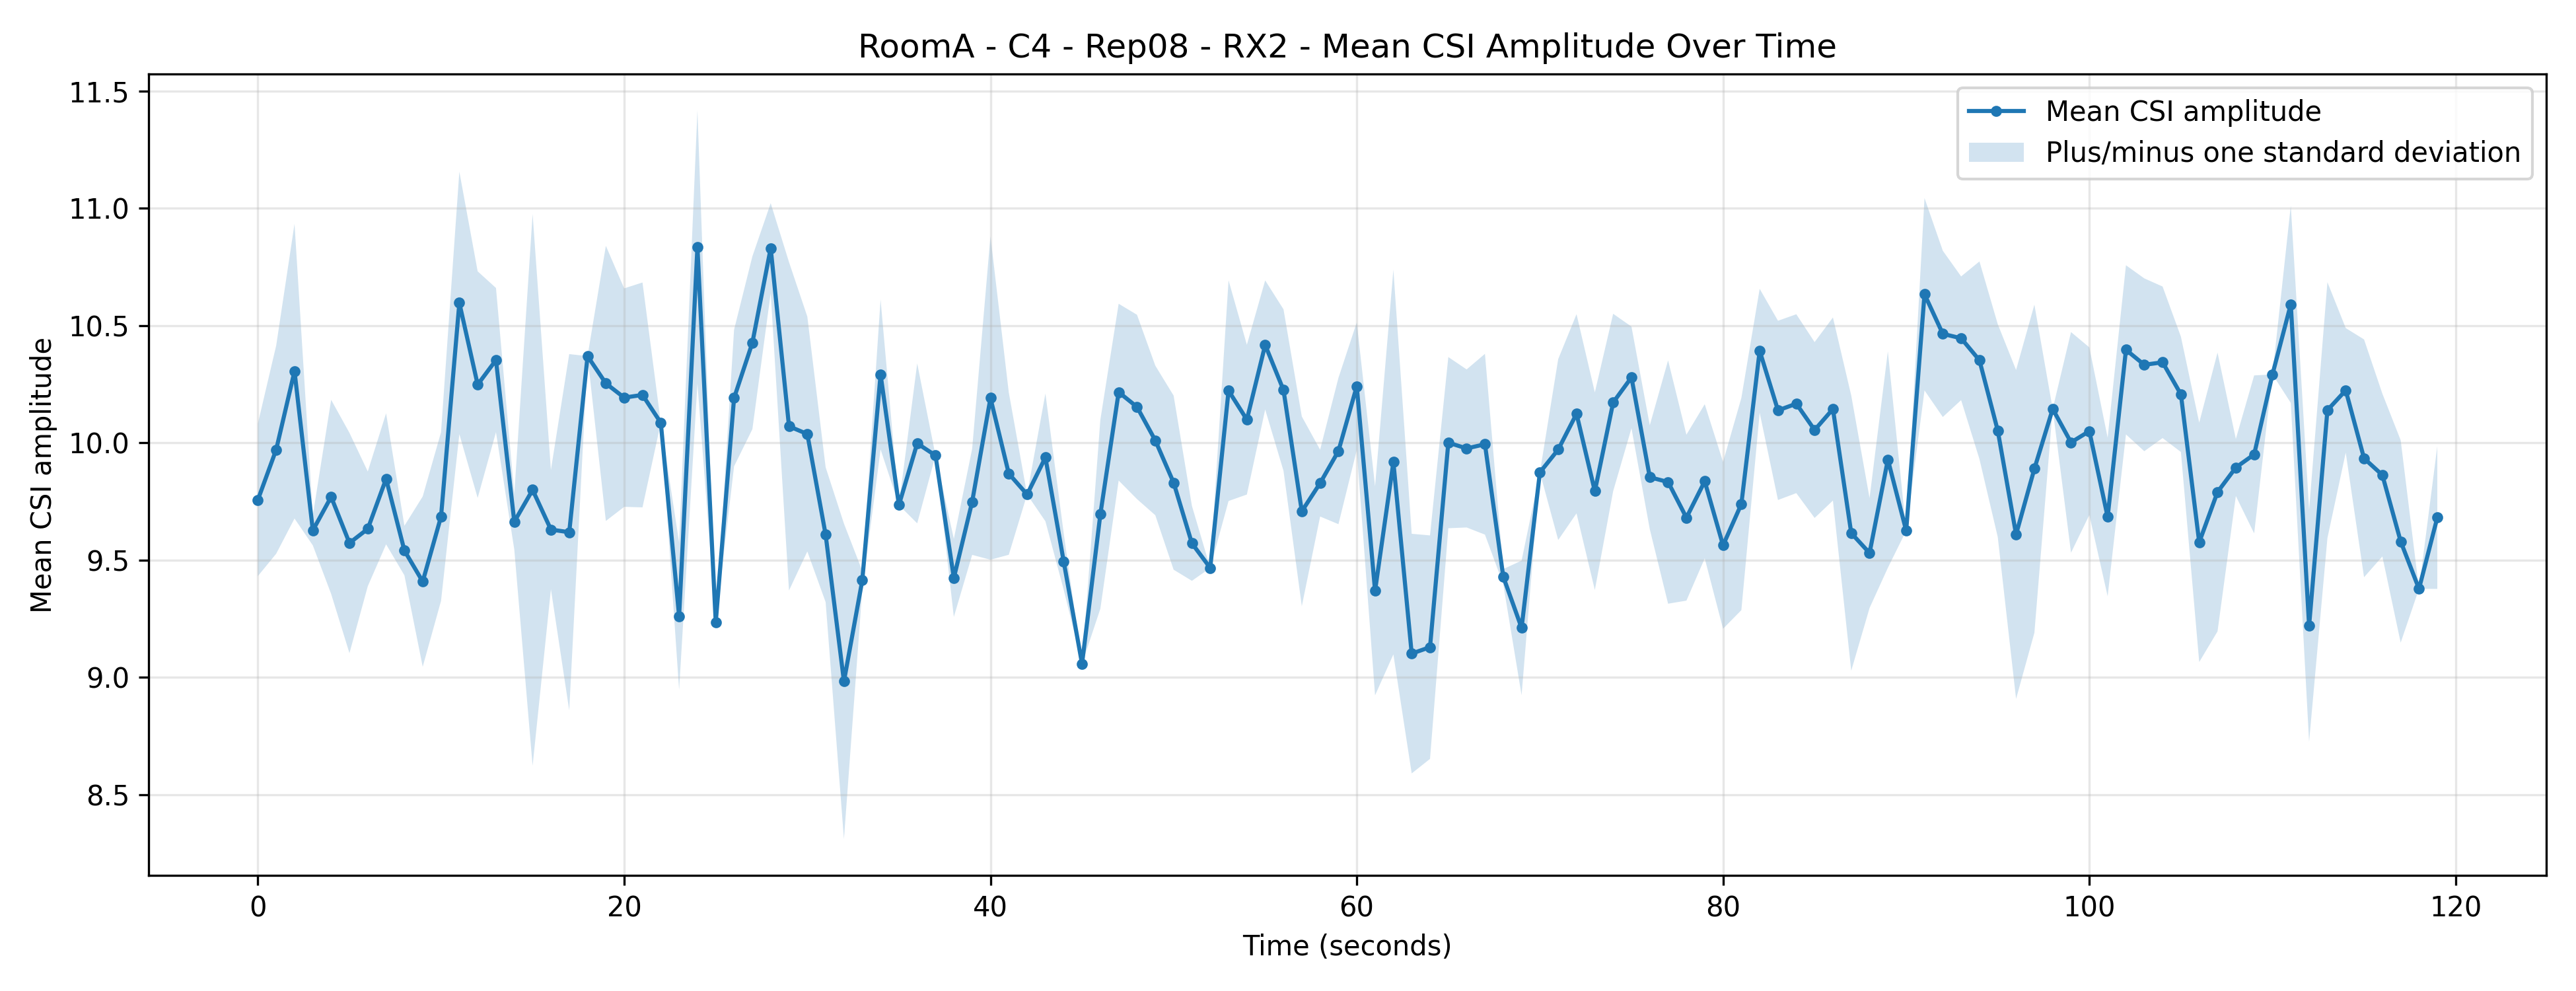 RoomA - C4 - Rep08 - RX2 - Mean CSI Amplitude Over Time
Mean CSI amplitude
Plus/minus one standard deviation
Mean CSI amplitude
11.5
11.0
10.5
10.0
9.5
9.0
8.5
0 20 40 60 80 100 120
Time (seconds)